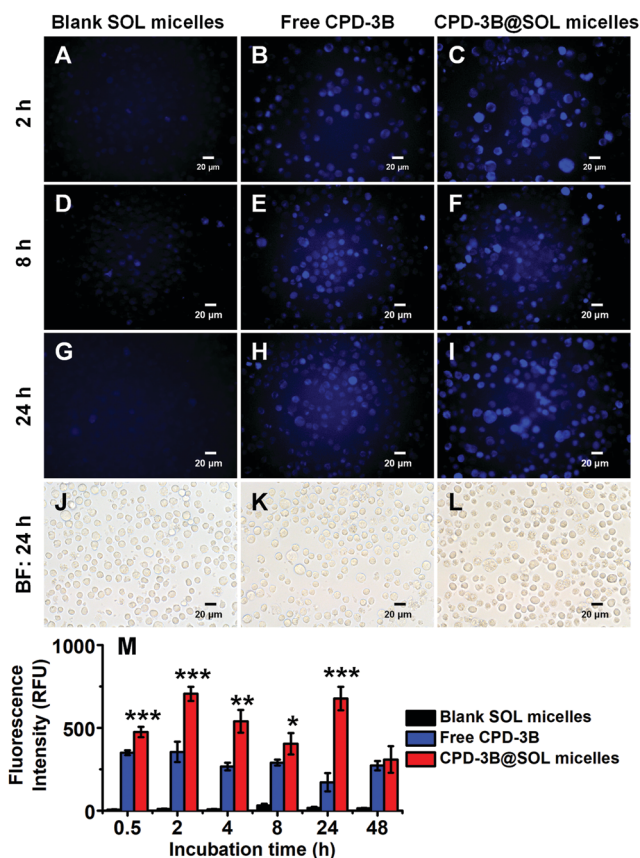 Blank SOL micelles Free CPD-3B CPD-3B@SOL micelles
2 h
A 20 µm B 20 µm C 20 µm
8 h
D 20 µm E 20 µm F 20 µm
24 h
G 20 µm H 20 µm I 20 µm
BF: 24 h
J 20 µm K 20 µm L 20 µm
M
Fluorescence
Intensity (RFU)
1000
500
0
*** *** ** * ***
0.5 2 4 8 24 48
Incubation time (h)
Blank SOL micelles
Free CPD-3B
CPD-3B@SOL micelles